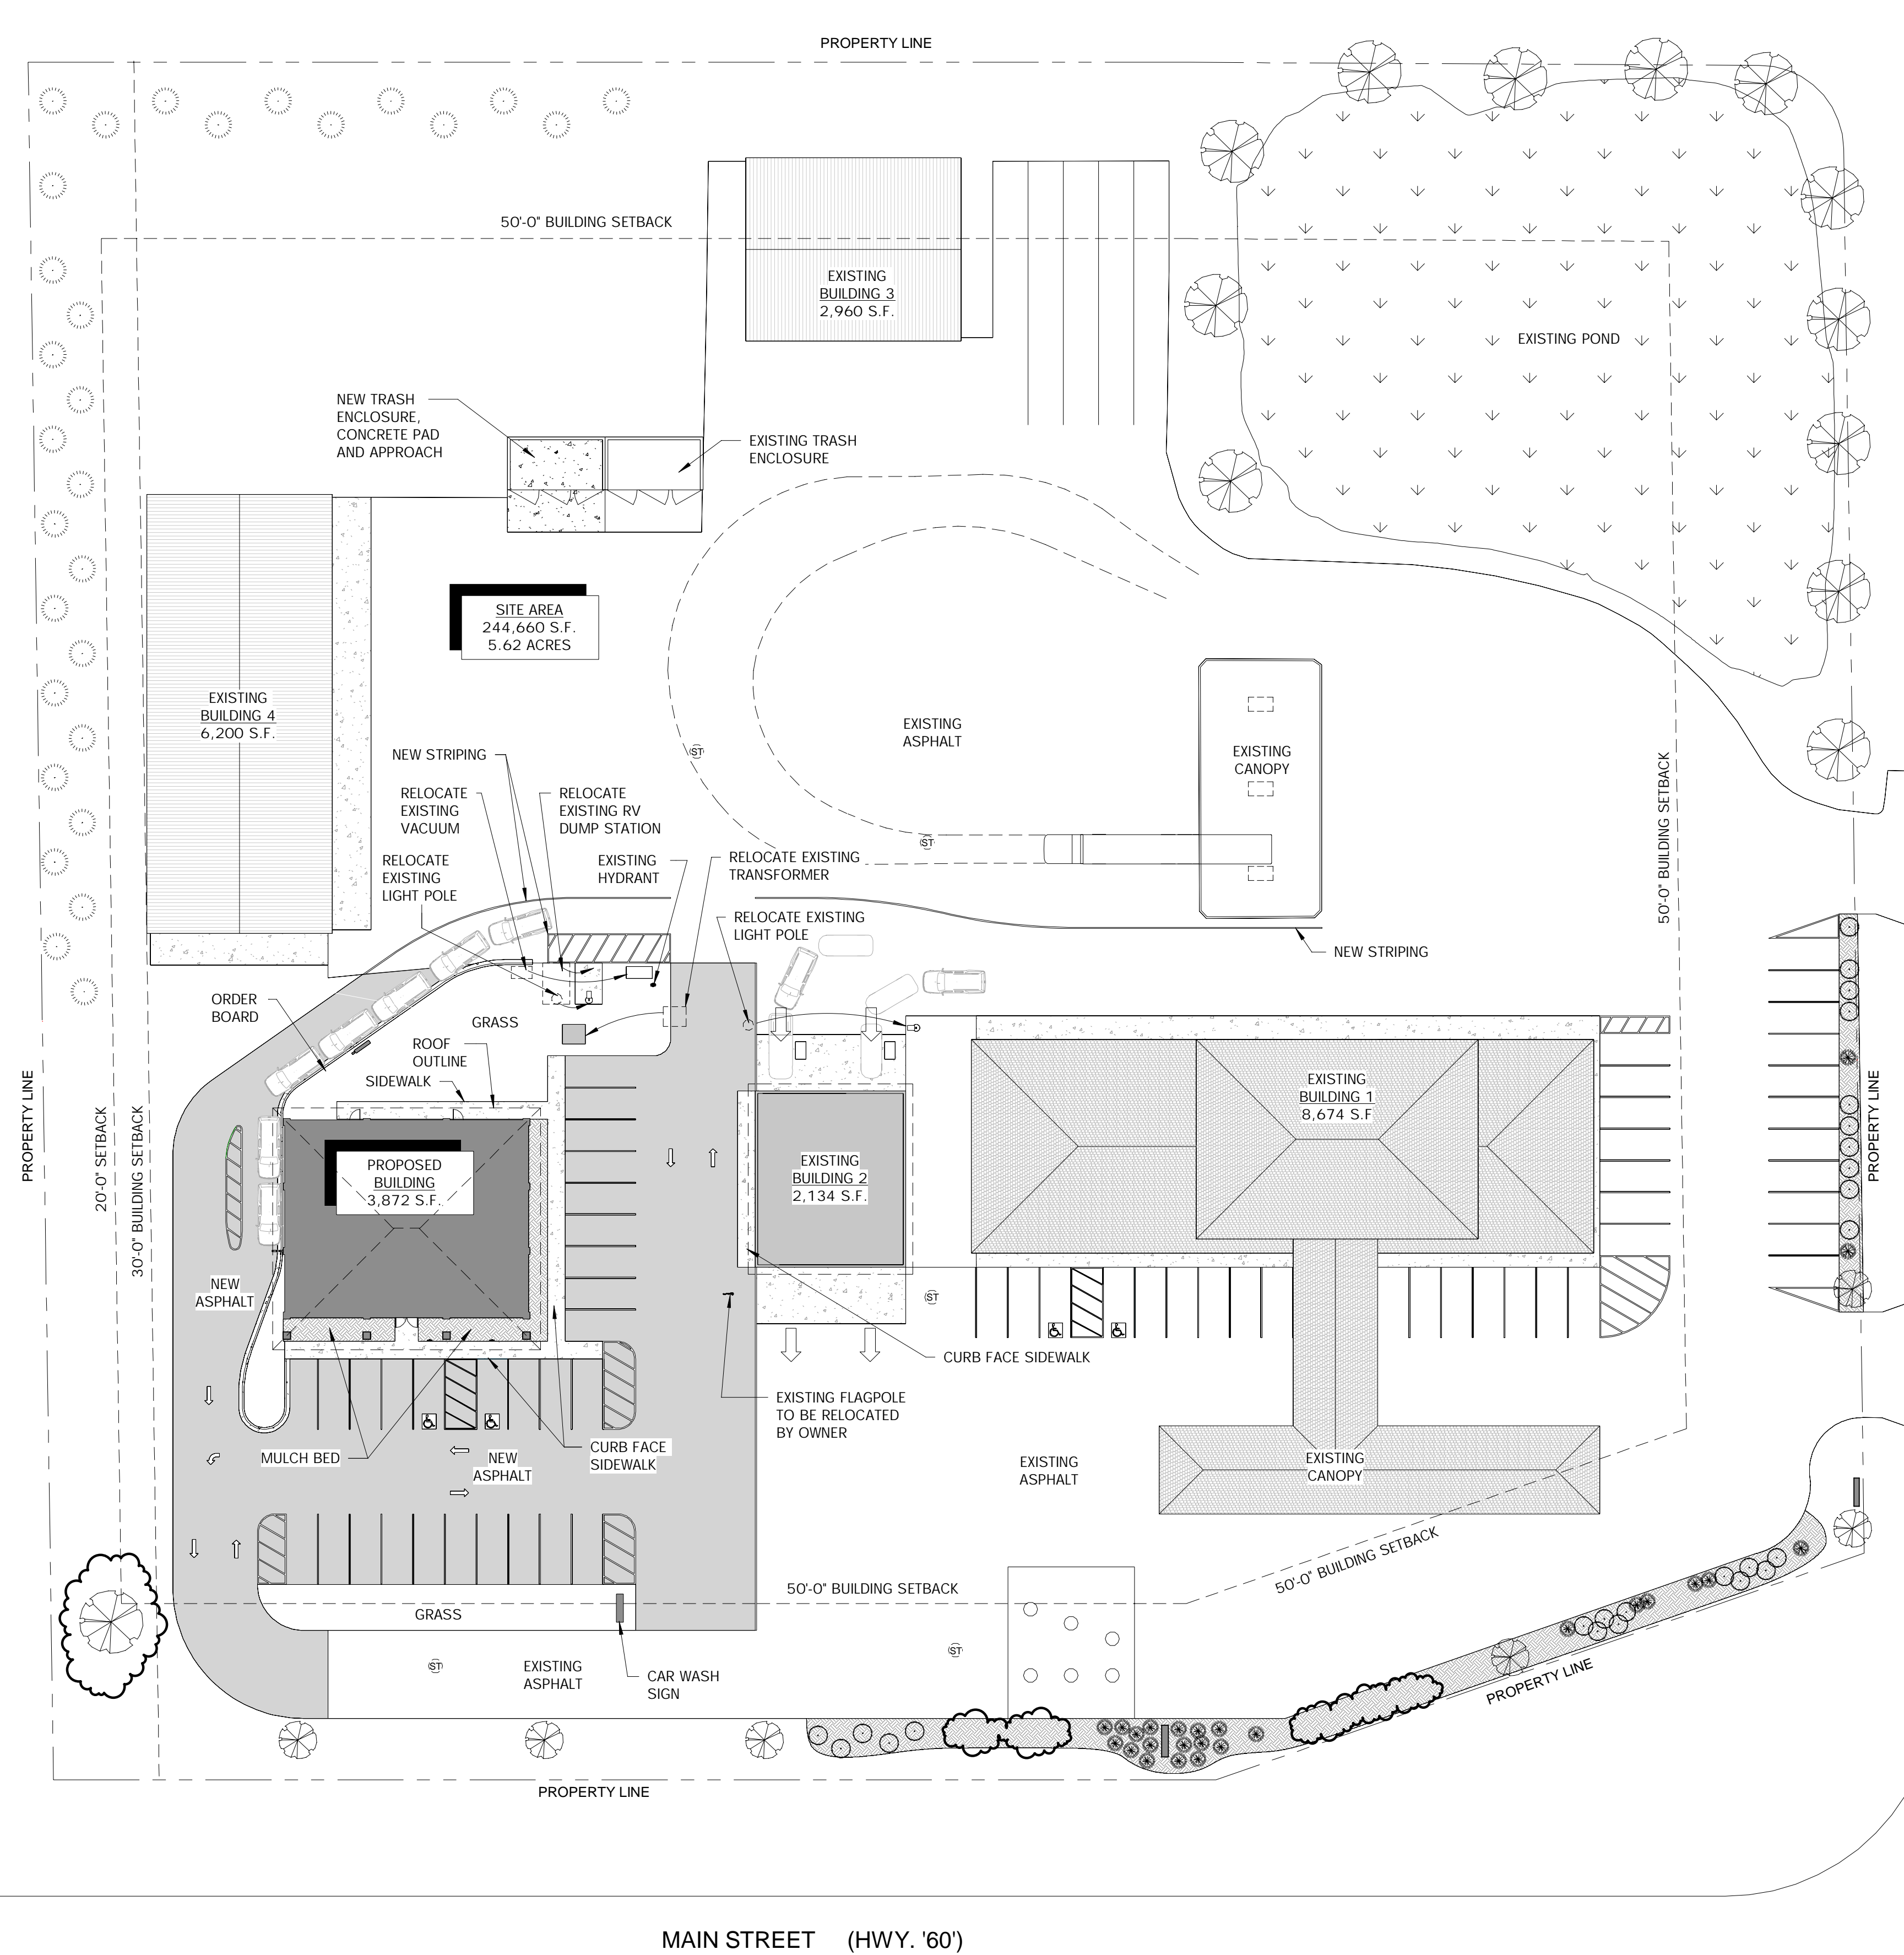 PROPERTY LINE
50'-0" BUILDING SETBACK
EXISTING
BUILDING 3
2,960 S.F.
EXISTING POND
NEW TRASH
ENCLOSURE,
CONCRETE PAD
AND APPROACH
EXISTING TRASH
ENCLOSURE
SITE AREA
244,660 S.F.
5.62 ACRES
EXISTING
BUILDING 4
6,200 S.F.
EXISTING
ASPHALT
EXISTING
CANOPY
ST
ST
NEW STRIPING
RELOCATE
EXISTING
VACUUM
RELOCATE
EXISTING RV
DUMP STATION
RELOCATE
EXISTING
LIGHT POLE
EXISTING
HYDRANT
RELOCATE EXISTING
TRANSFORMER
RELOCATE EXISTING
LIGHT POLE
50'-0" BUILDING SETBACK
NEW STRIPING
ORDER
BOARD
GRASS
ROOF
OUTLINE
SIDEWALK
PROPERTY LINE
20'-0" SETBACK
30'-0" BUILDING SETBACK
PROPOSED
BUILDING
3,872 S.F.
EXISTING
BUILDING 2
2,134 S.F.
EXISTING
BUILDING 1
8,674 S.F
PROPERTY LINE
NEW
ASPHALT
ST
CURB FACE SIDEWALK
EXISTING FLAGPOLE
TO BE RELOCATED
BY OWNER
MULCH BED
NEW
ASPHALT
CURB FACE
SIDEWALK
EXISTING
ASPHALT
EXISTING
CANOPY
50'-0" BUILDING SETBACK
50'-0" BUILDING SETBACK
GRASS
ST
EXISTING
ASPHALT
CAR WASH
SIGN
ST
PROPERTY LINE
PROPERTY LINE
MAIN STREET (HWY. '60')